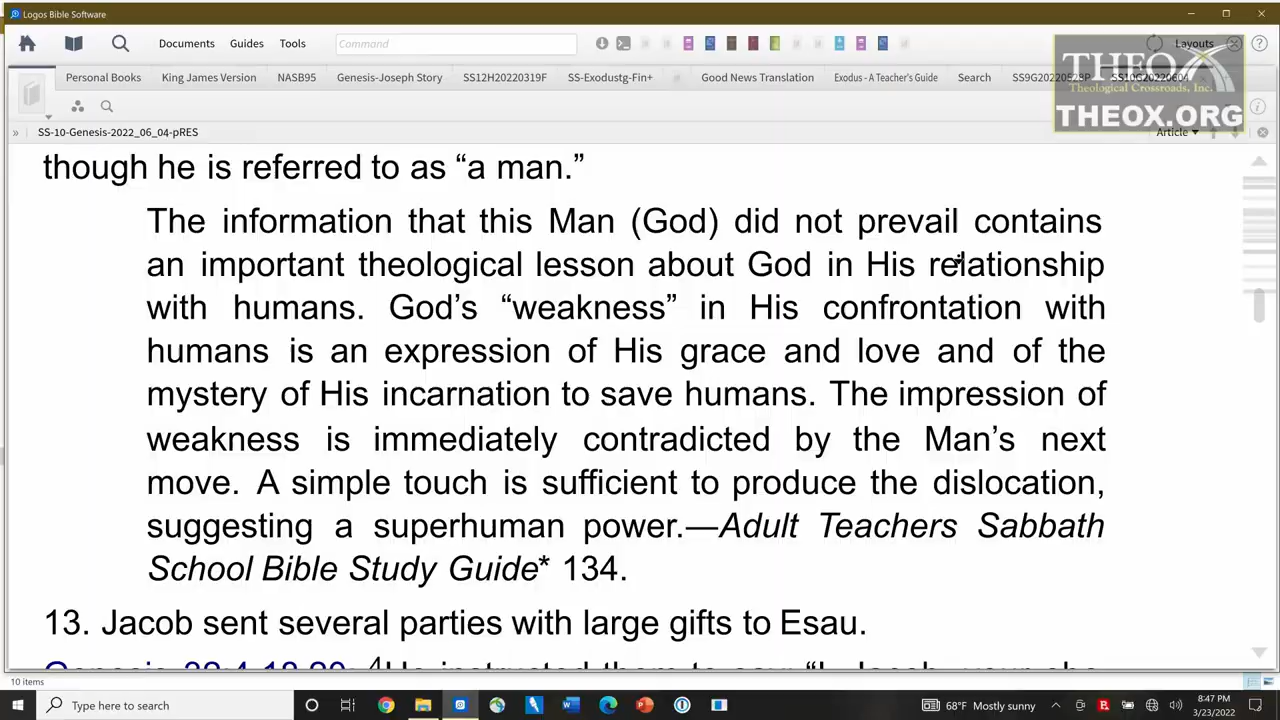 Logos Bible Software
Documents Guides Tools Command Layouts
Personal Books King James Version NASB95 Genesis-Joseph Story SS12H20220319F SS-Exodustg-Fin+ Good News Translation Exodus - A Teacher's Guide Search
THEOX
Theological Crossroads, Inc.
THEOX.ORG
SS-10-Genesis-2022_06_04-pRES Article
though he is referred to as “a man.”
The information that this Man (God) did not prevail contains
an important theological lesson about God in His relationship
with humans. God’s “weakness” in His confrontation with
humans is an expression of His grace and love and of the
mystery of His incarnation to save humans. The impression of
weakness is immediately contradicted by the Man’s next
move. A simple touch is sufficient to produce the dislocation,
suggesting a superhuman power.—Adult Teachers Sabbath
School Bible Study Guide* 134.
13. Jacob sent several parties with large gifts to Esau.
10 items
Type here to search 68°F Mostly sunny 8:47 PM
3/23/2022